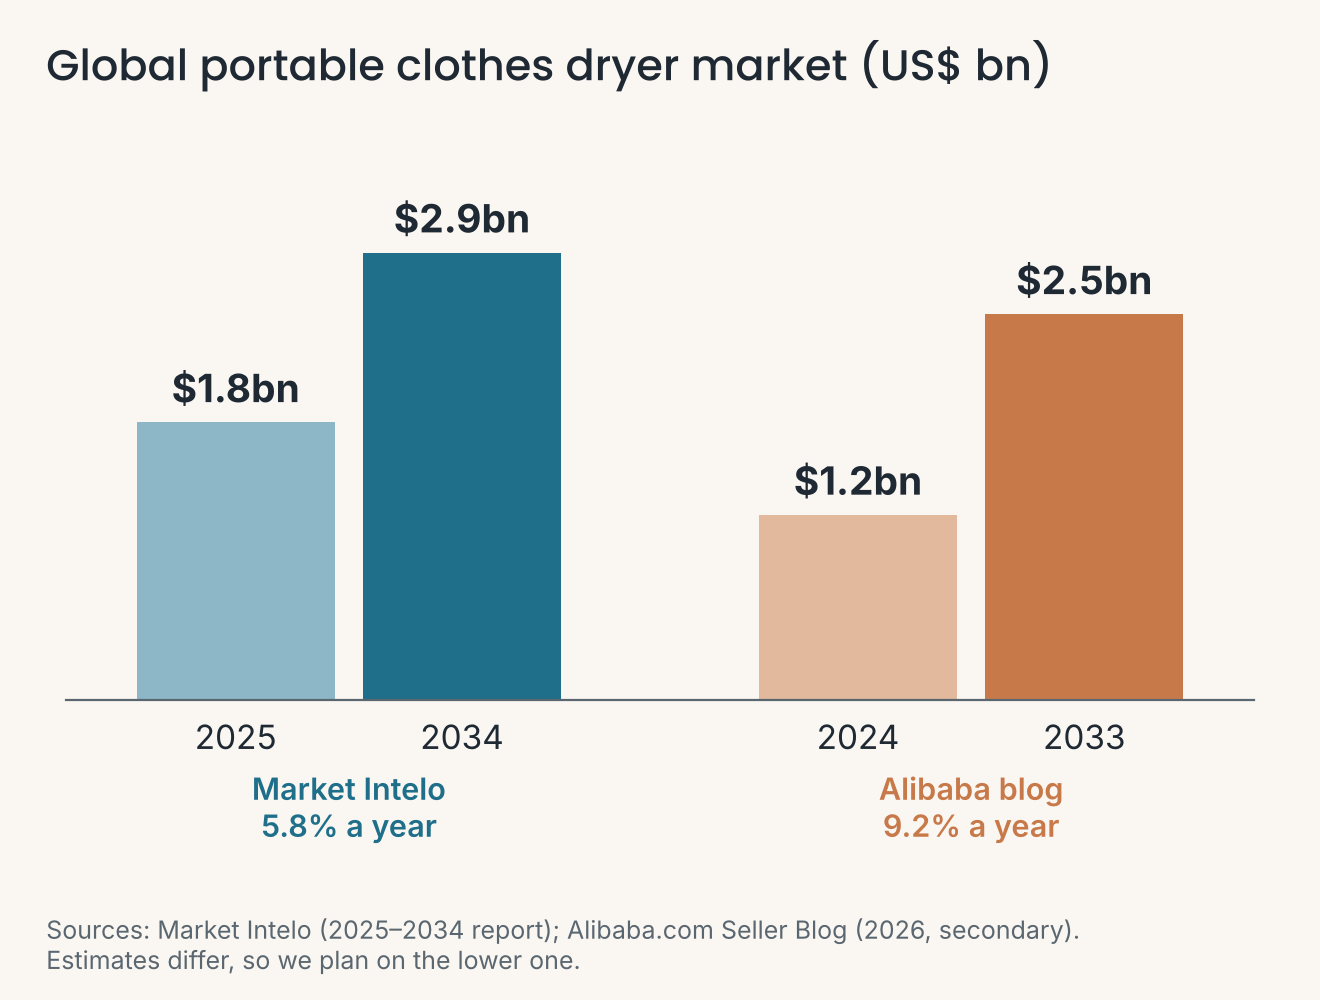 Global portable clothes dryer market (US$ bn)
$2.9bn
$2.5bn
$1.8bn
$1.2bn
2025 2034 2024 2033
Market Intelo Alibaba blog
5.8% a year 9.2% a year
Sources: Market Intelo (2025–2034 report); Alibaba.com Seller Blog (2026, secondary).
Estimates differ, so we plan on the lower one.